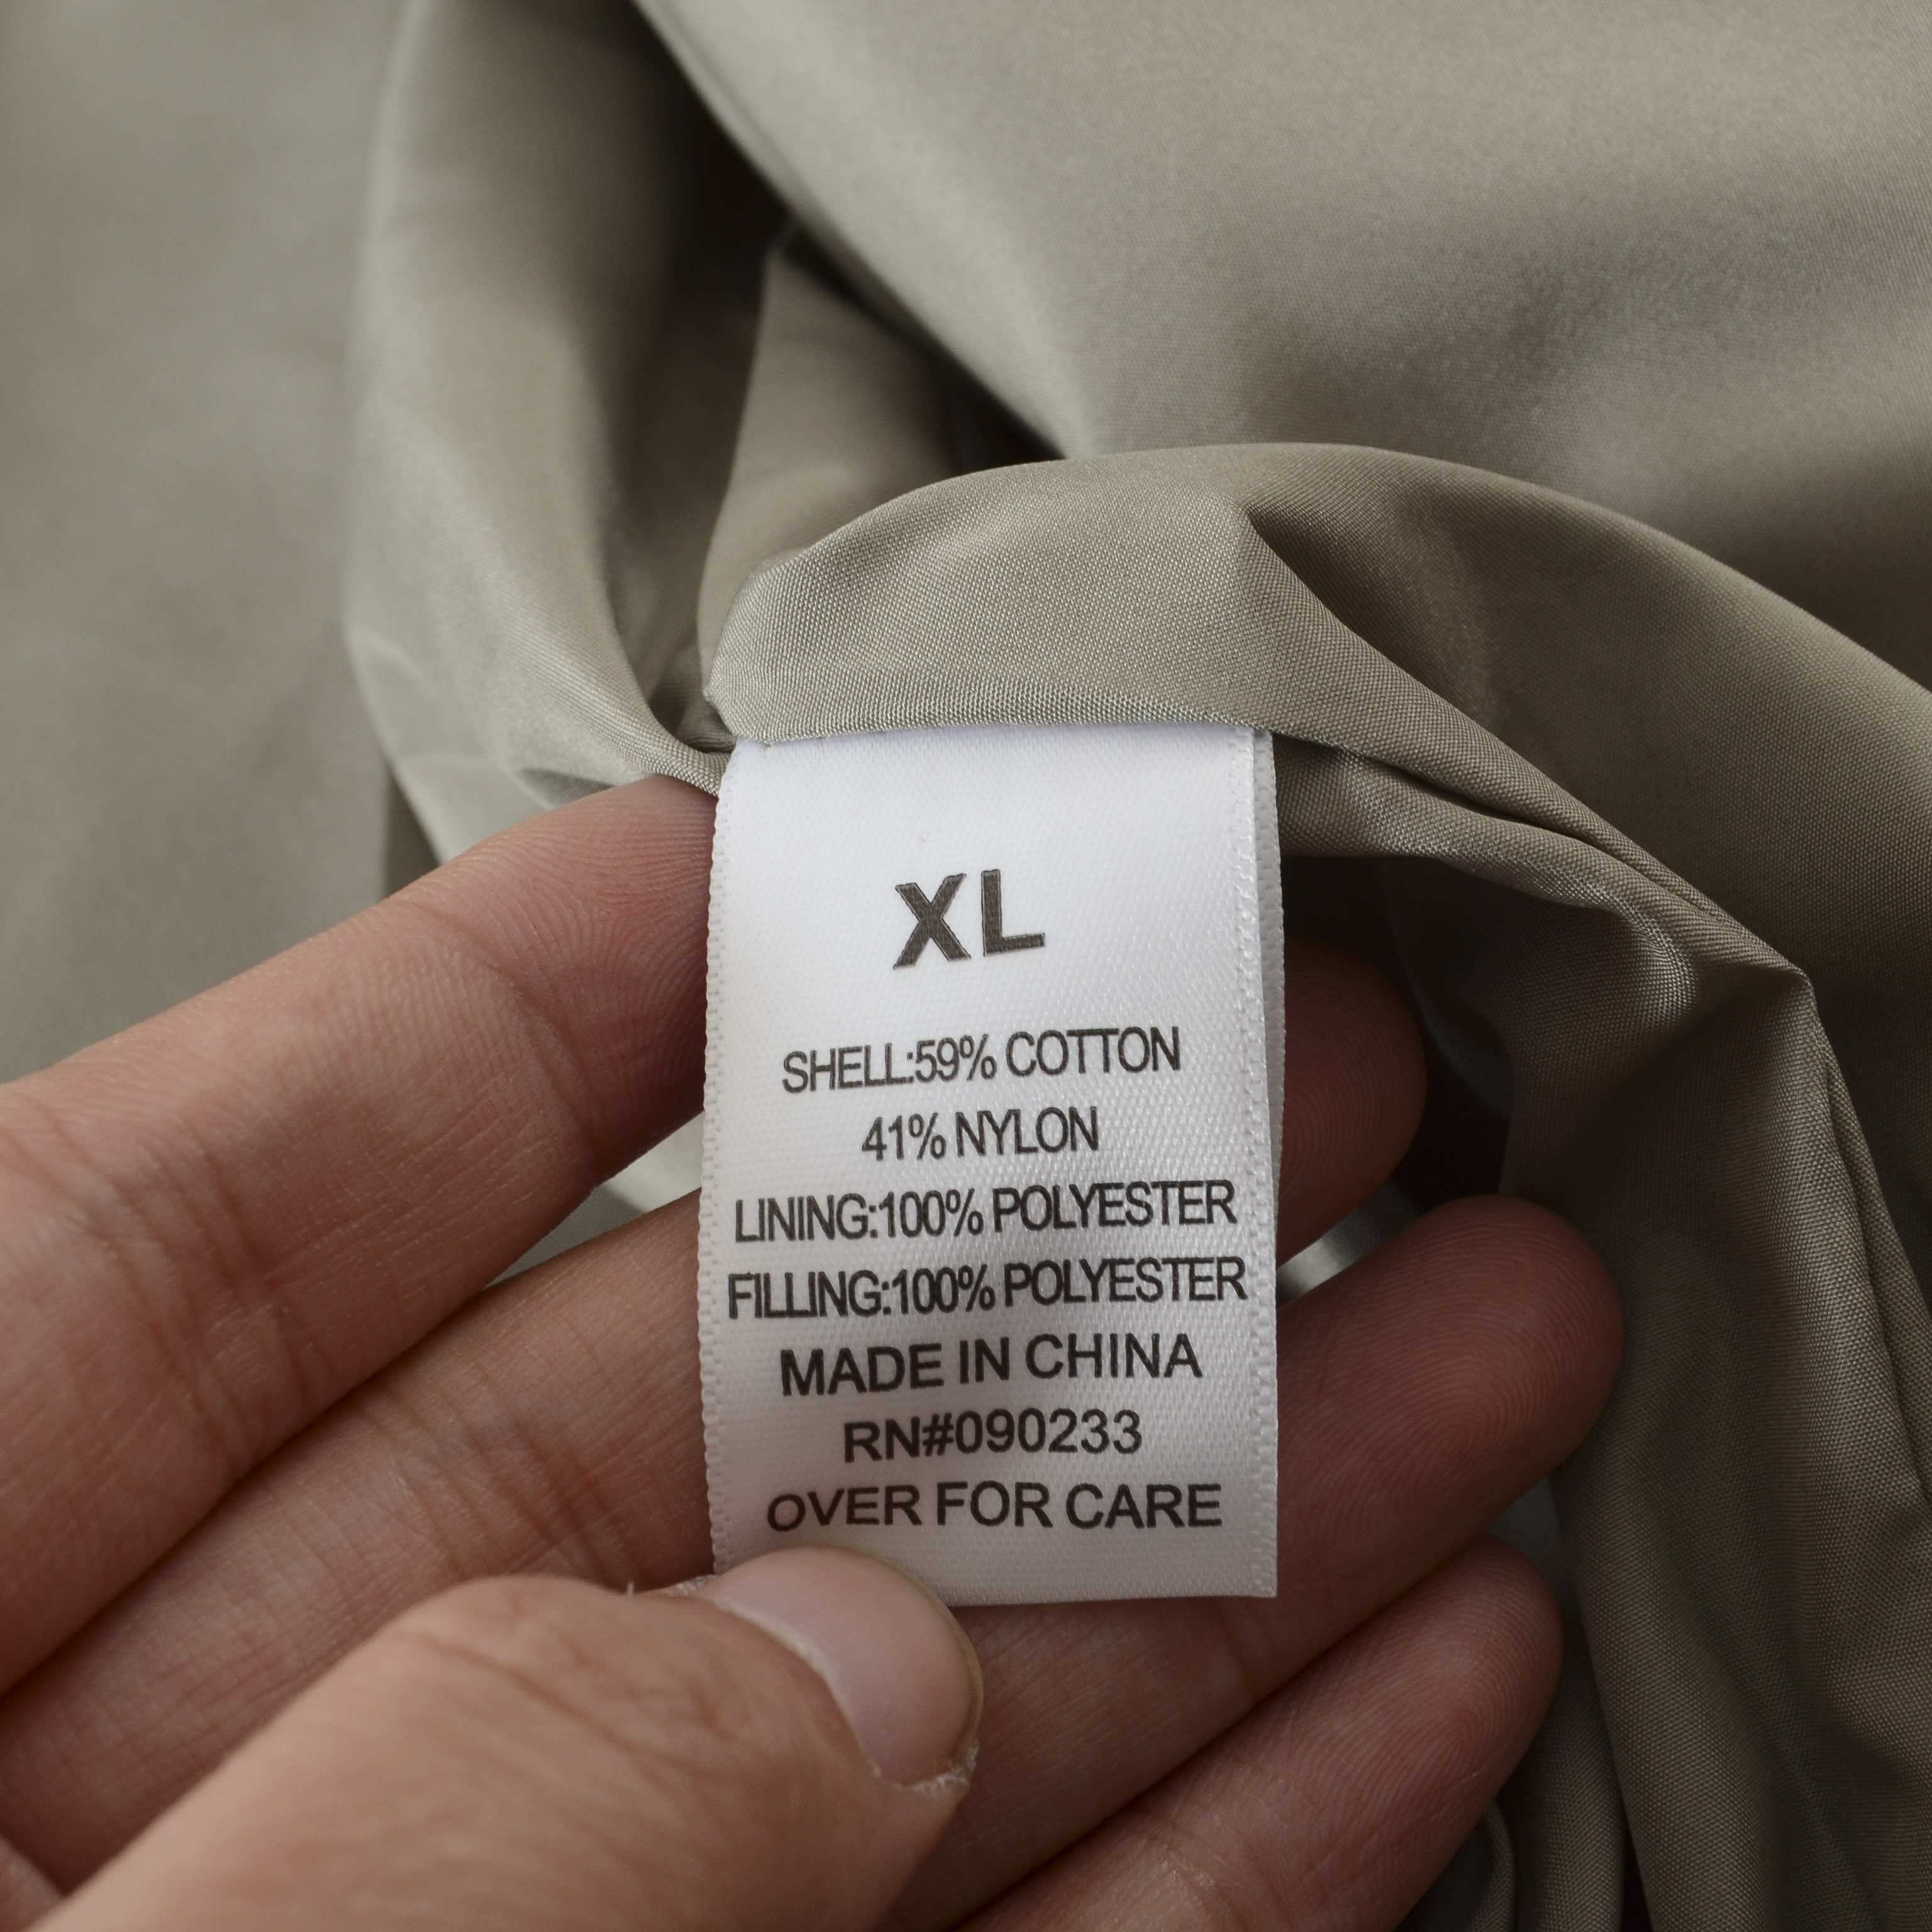 XL
SHELL:59% COTTON
41% NYLON
LINING:100% POLYESTER
FILLING:100% POLYESTER
MADE IN CHINA
RN#090233
OVER FOR CARE